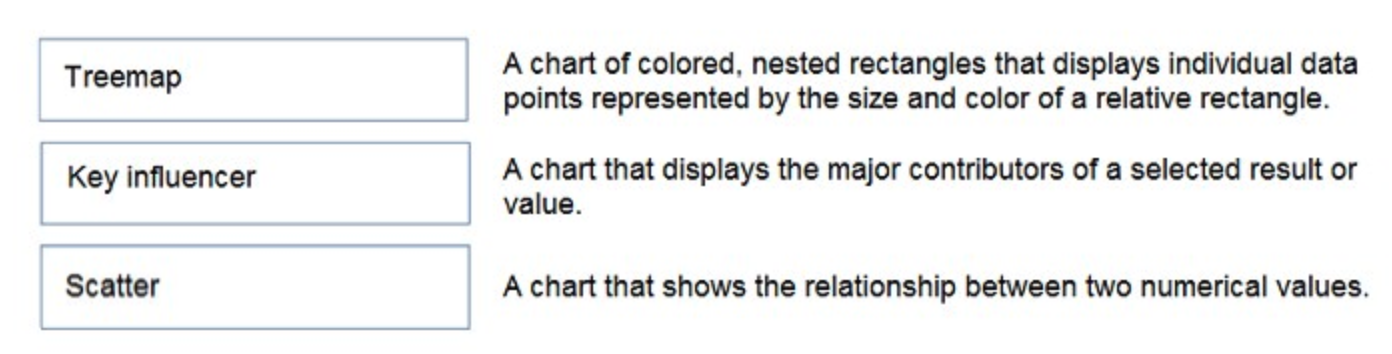 Treemap
A chart of colored, nested rectangles that displays individual data
points represented by the size and color of a relative rectangle.
Key influencer
A chart that displays the major contributors of a selected result or
value.
Scatter
A chart that shows the relationship between two numerical values.